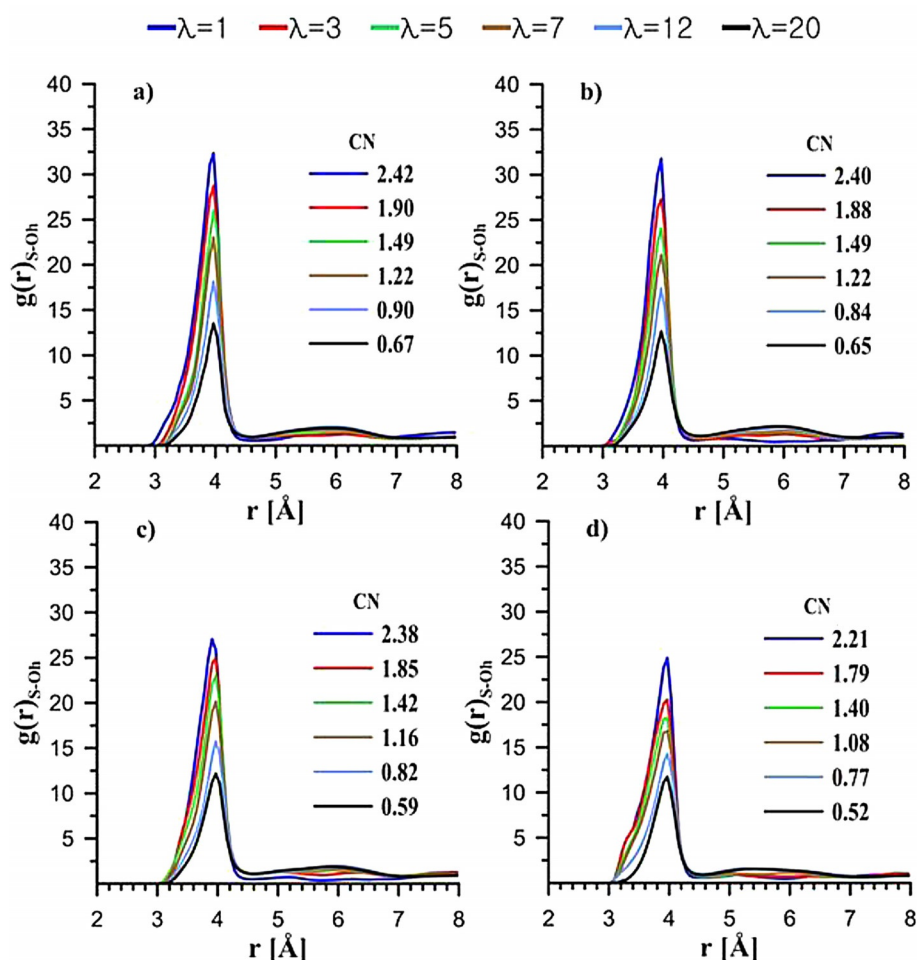 λ=1 λ=3 λ=5 λ=7 λ=12 λ=20
a)
40
35
30
25
20
15
10
5
g(r)S-Oh
CN
2.42
1.90
1.49
1.22
0.90
0.67
2 3 4 5 6 7 8
r [Å]
b)
40
35
30
25
20
15
10
5
g(r)S-Oh
CN
2.40
1.88
1.49
1.22
0.84
0.65
2 3 4 5 6 7 8
r [Å]
c)
40
35
30
25
20
15
10
5
g(r)S-Oh
CN
2.38
1.85
1.42
1.16
0.82
0.59
2 3 4 5 6 7 8
r [Å]
d)
40
35
30
25
20
15
10
5
g(r)S-Oh
CN
2.21
1.79
1.40
1.08
0.77
0.52
2 3 4 5 6 7 8
r [Å]